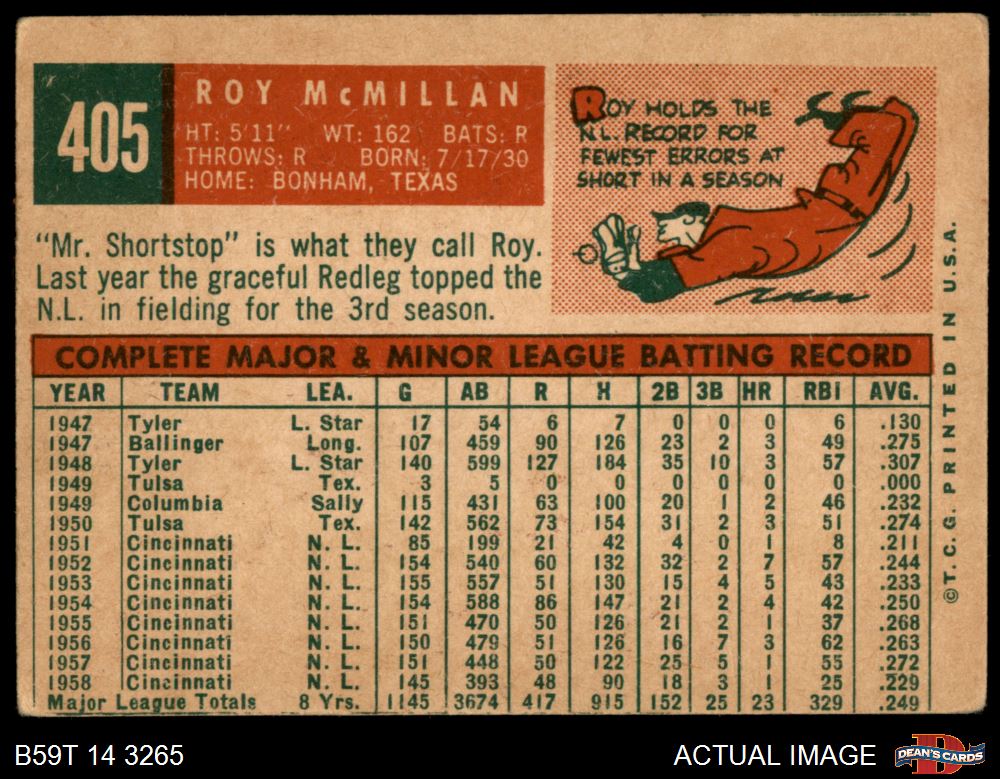 405
ROY McMILLAN
HT: 5'11" WT: 162 BATS: R
THROWS: R BORN: 7/17/30
HOME: BONHAM, TEXAS
ROY HOLDS THE
N.L. RECORD FOR
FEWEST ERRORS AT
SHORT IN A SEASON
"Mr. Shortstop" is what they call Roy.
Last year the graceful Redleg topped the
N.L. in fielding for the 3rd season.
COMPLETE MAJOR & MINOR LEAGUE BATTING RECORD
YEAR TEAM LEA. G AB R H 2B 3B HR RBI AVG.
1947 Tyler L. Star 17 54 6 7 0 0 0 6 .130
1947 Ballinger Long. 107 459 90 126 23 2 3 49 .275
1948 Tyler L. Star 140 599 127 184 35 10 3 57 .307
1949 Tulsa Tex. 3 5 0 0 0 0 0 0 .000
1949 Columbia Sally 115 431 63 100 20 1 2 46 .232
1950 Tulsa Tex. 142 562 73 154 31 2 3 51 .274
1951 Cincinnati N. L. 85 199 21 42 4 0 1 8 .211
1952 Cincinnati N. L. 154 540 60 132 32 2 7 57 .244
1953 Cincinnati N. L. 155 557 51 130 15 4 5 43 .233
1954 Cincinnati N. L. 154 588 86 147 21 2 4 42 .250
1955 Cincinnati N. L. 151 470 50 126 21 2 1 37 .268
1956 Cincinnati N. L. 150 479 51 126 16 7 3 62 .263
1957 Cincinnati N. L. 151 448 50 122 25 5 1 55 .272
1958 Cincinnati N. L. 145 393 48 90 18 3 1 25 .229
Major League Totals 8 Yrs. 1145 3674 417 915 152 25 23 329 .249
©T. C. G. PRINTED IN U.S.A.
B59T 14 3265
ACTUAL IMAGE
DEAN'S CARDS